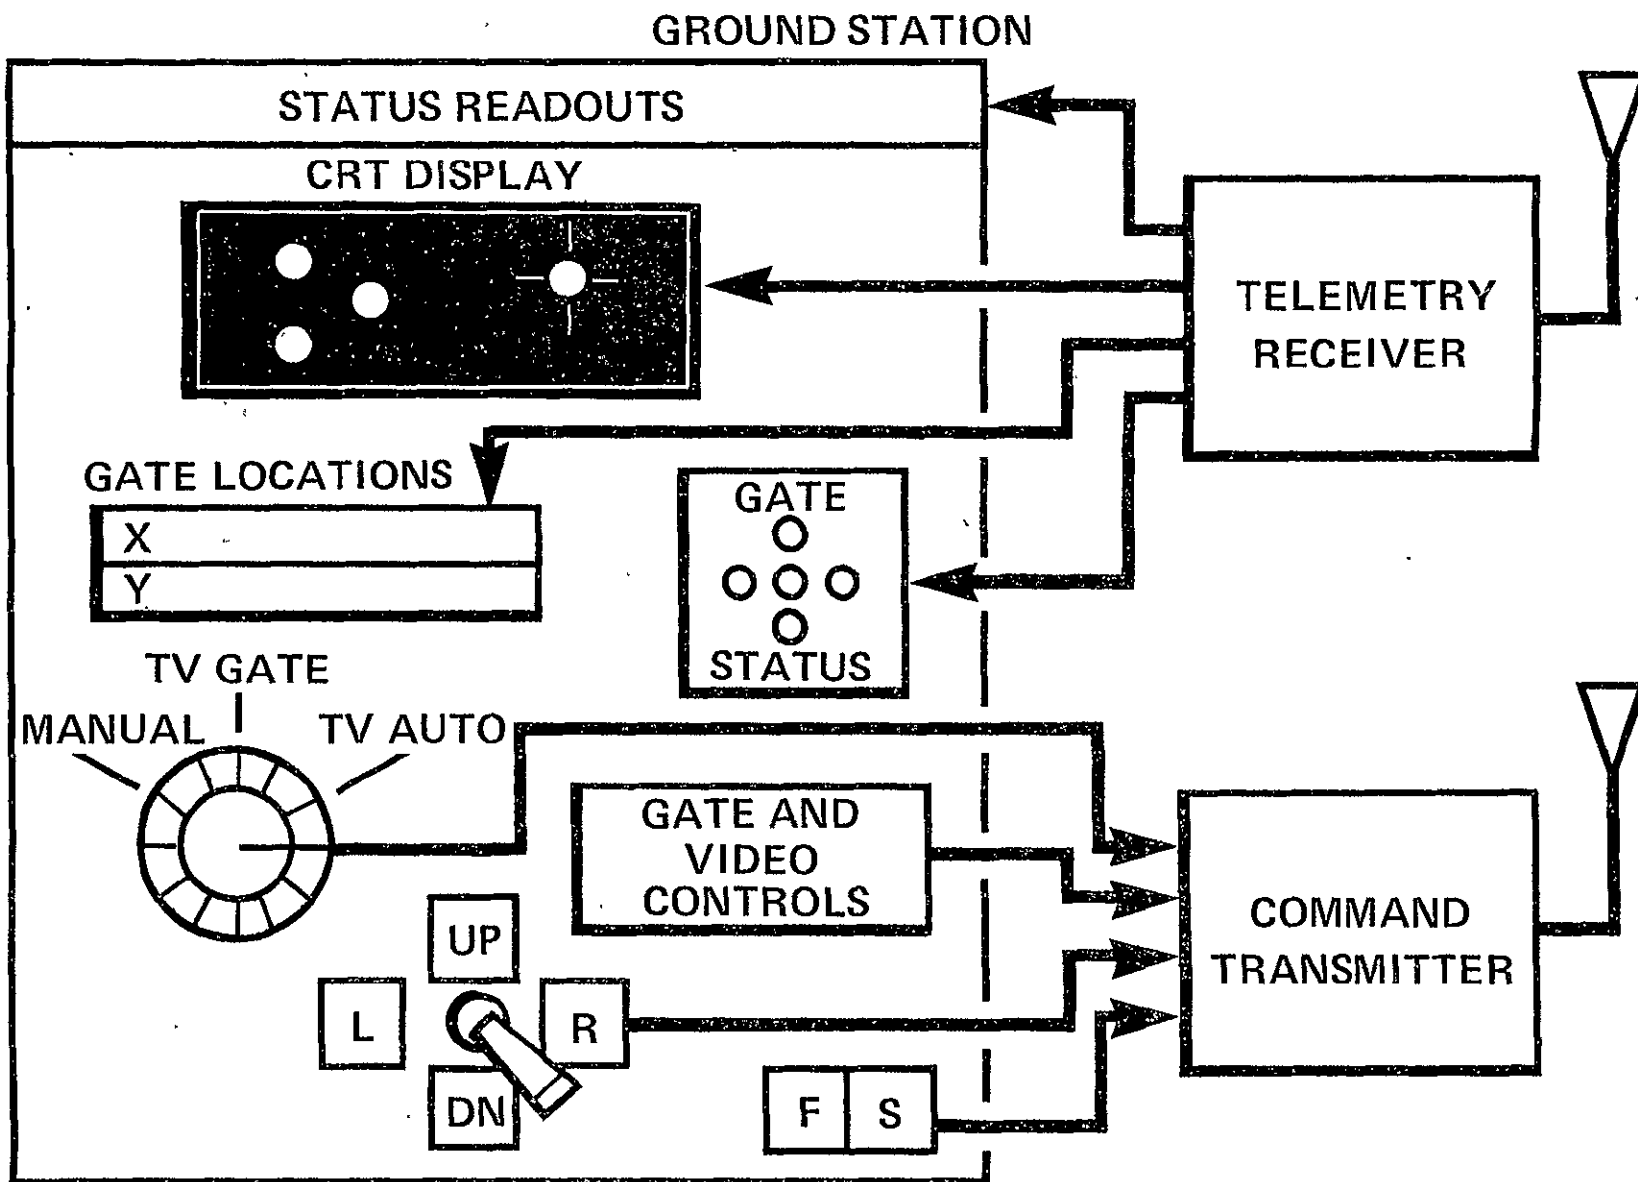 GROUND STATION
STATUS READOUTS
CRT DISPLAY
TELEMETRY
RECEIVER
GATE LOCATIONS
X
Y
GATE
STATUS
TV GATE
MANUAL
TV AUTO
GATE AND
VIDEO
CONTROLS
COMMAND
TRANSMITTER
UP
L
R
DN
F
S